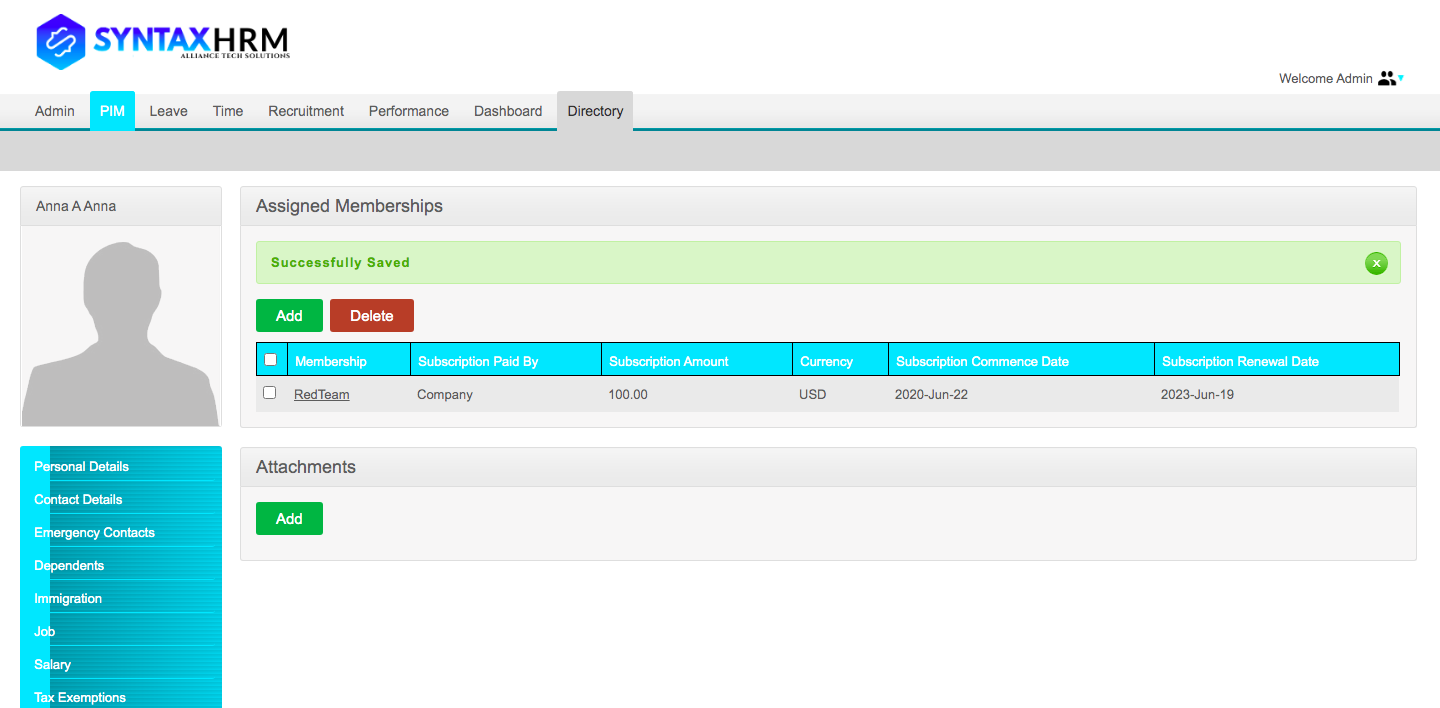 SYNTAXHRM
ALLIANCE TECH SOLUTIONS
Welcome Admin
Admin PIM Leave Time Recruitment Performance Dashboard Directory
Anna A Anna
Assigned Memberships
Successfully Saved x
Add Delete
Membership Subscription Paid By Subscription Amount Currency Subscription Commence Date Subscription Renewal Date
RedTeam Company 100.00 USD 2020-Jun-22 2023-Jun-19
Personal Details
Contact Details
Emergency Contacts
Dependents
Immigration
Job
Salary
Tax Exemptions
Attachments
Add